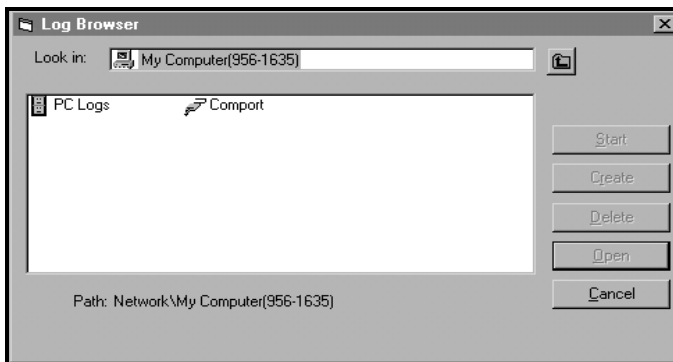 Log Browser
Look in: My Computer(956-1635)
PC Logs Comport
Start
Create
Delete
Open
Cancel
Path: Network\My Computer(956-1635)